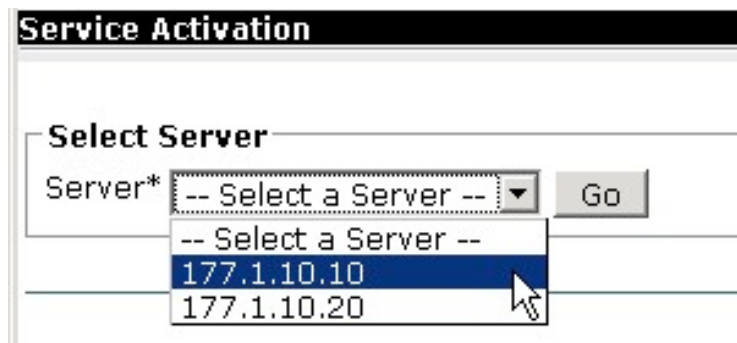 Service Activation
Select Server
Server* -- Select a Server -- Go
-- Select a Server --
177.1.10.10
177.1.10.20